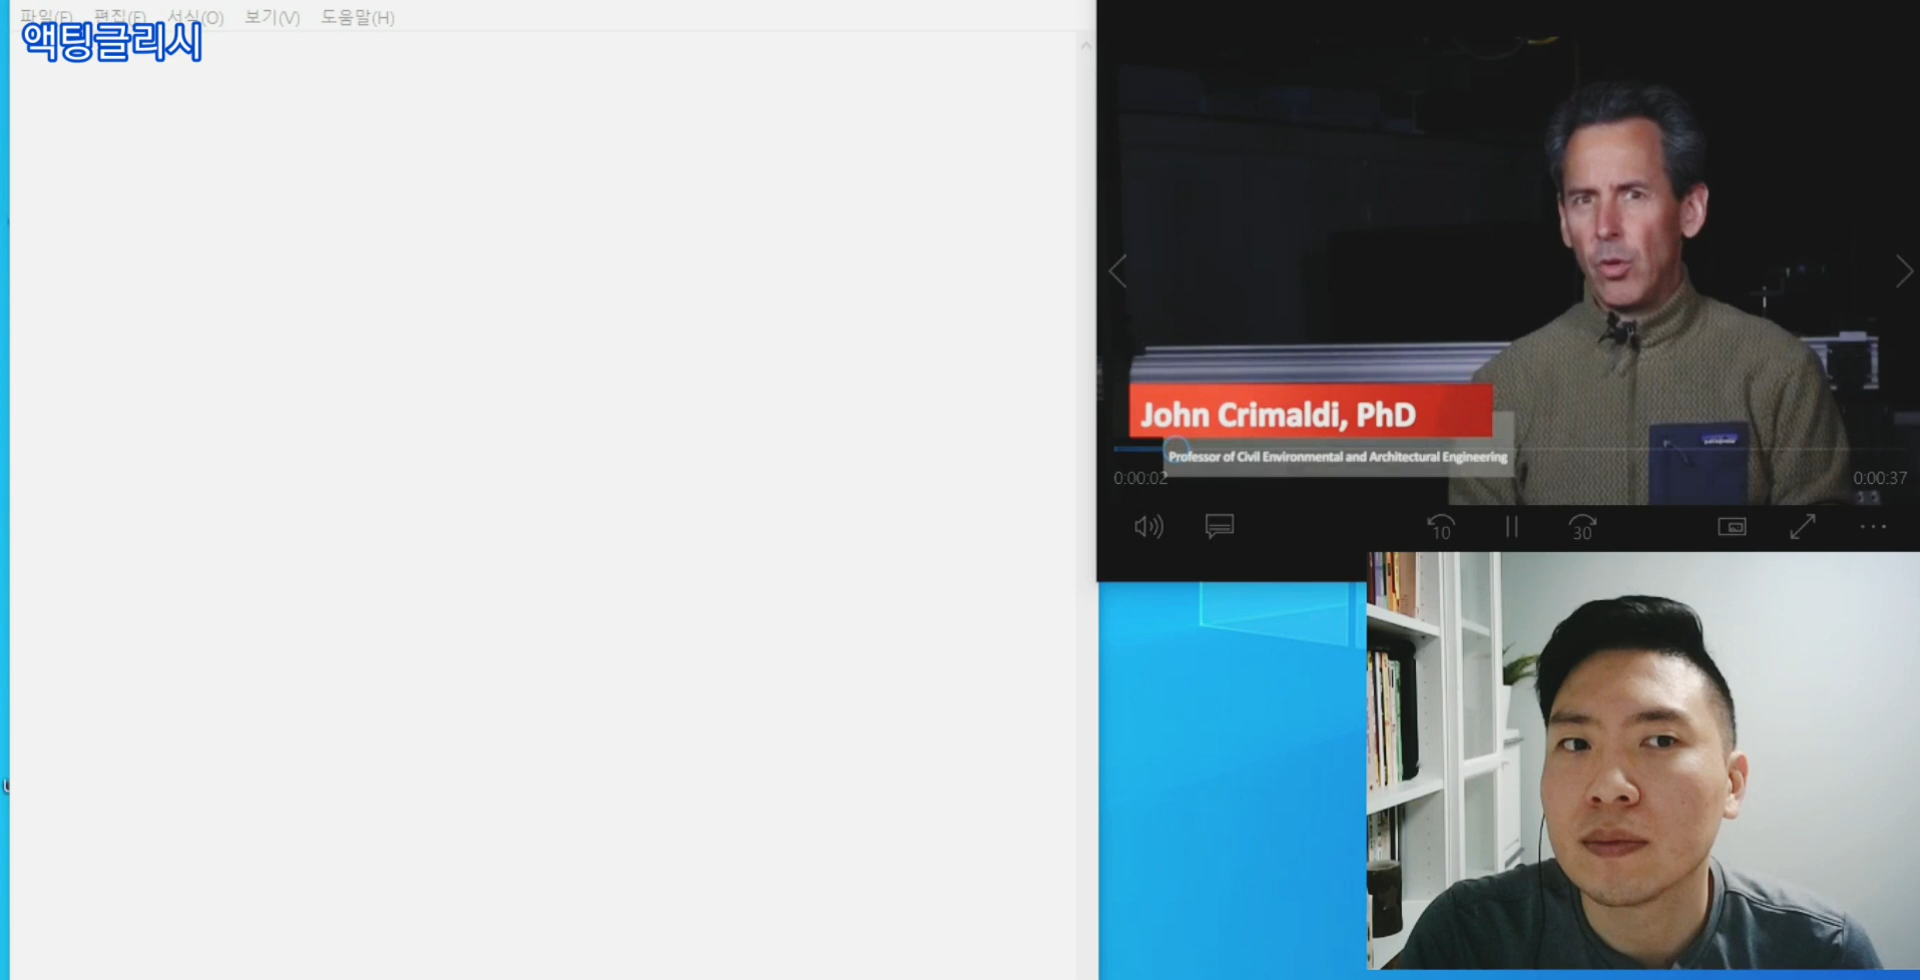 파일(F) 편집(E) 서식(O) 보기(V) 도움말(H)
액팅글리시
John Crimaldi, PhD
Professor of Civil Environmental and Architectural Engineering
0:00:02
0:00:37
10
30